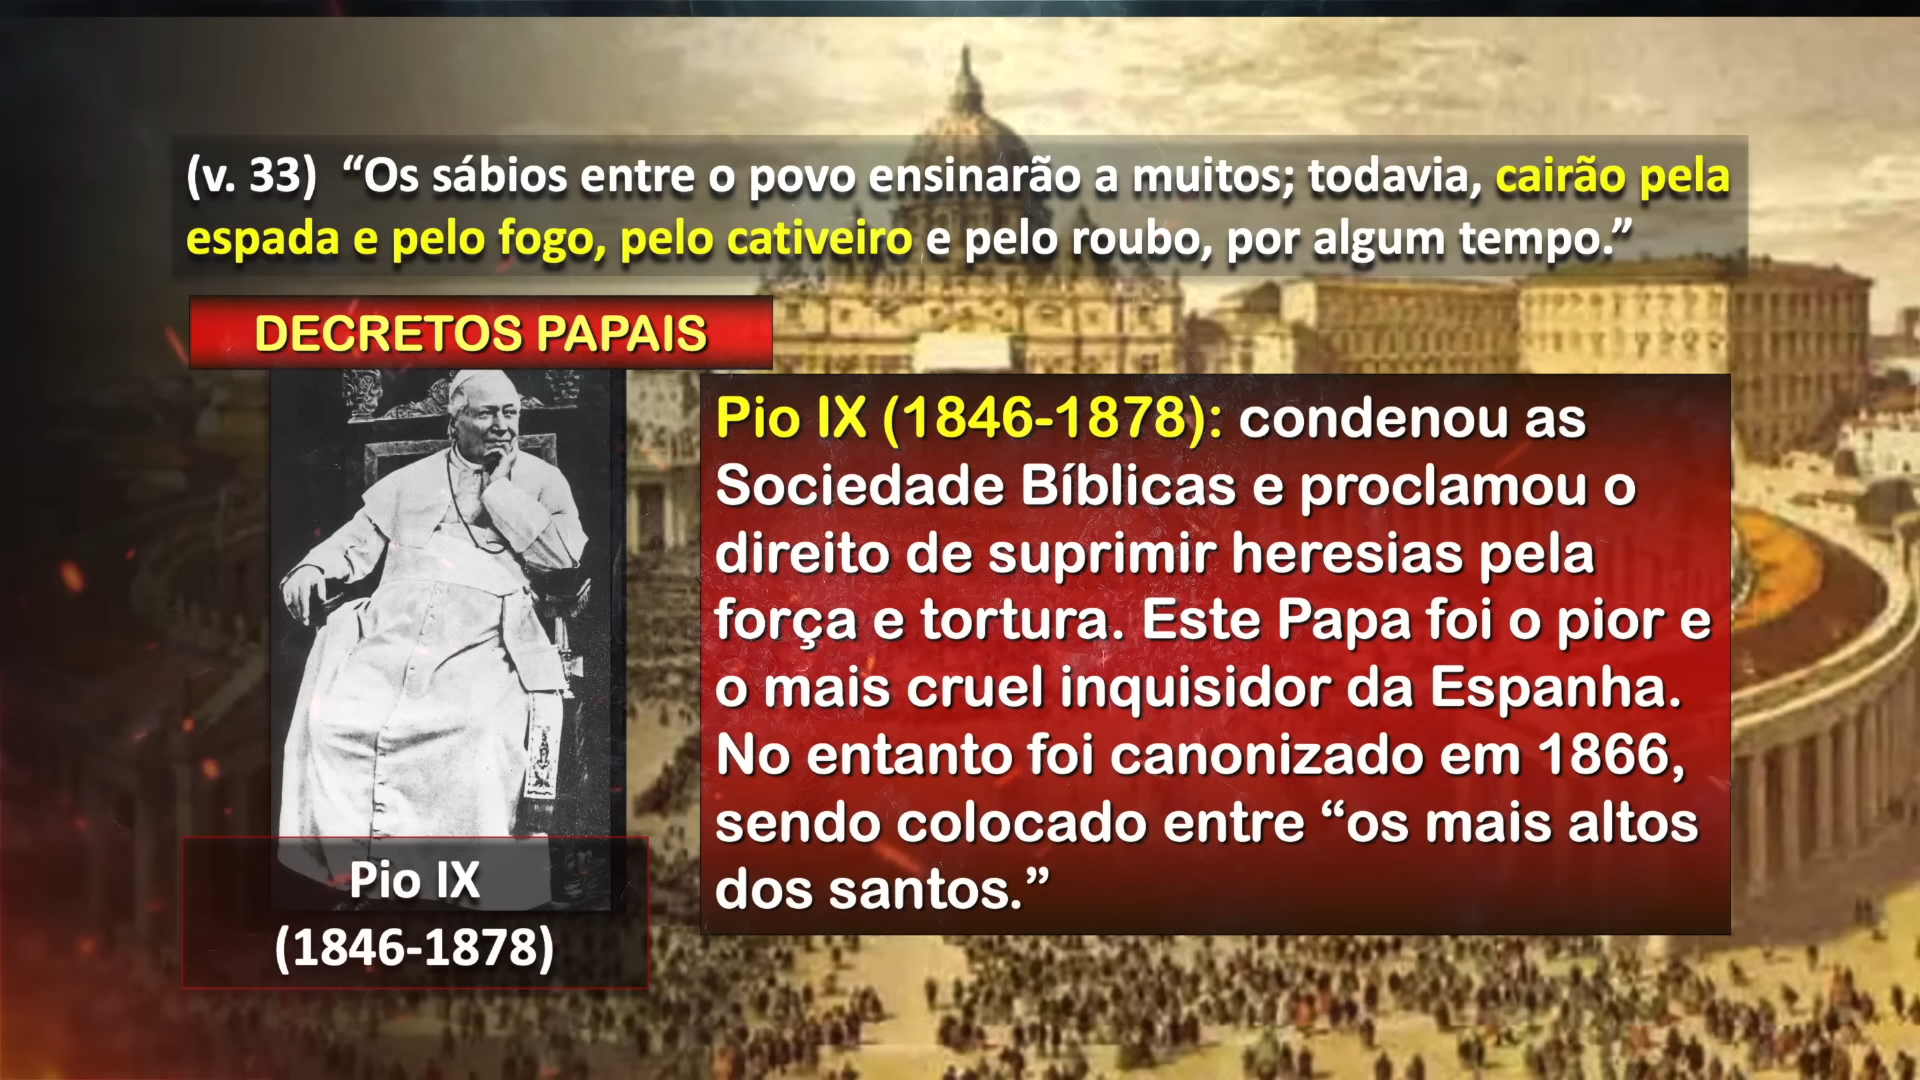 (v. 33) “Os sábios entre o povo ensinarão a muitos; todavia, cairão pela
espada e pelo fogo, pelo cativeiro e pelo roubo, por algum tempo.”
DECRETOS PAPAIS
Pio IX (1846-1878): condenou as
Sociedade Bíblicas e proclamou o
direito de suprimir heresias pela
força e tortura. Este Papa foi o pior e
o mais cruel inquisidor da Espanha.
No entanto foi canonizado em 1866,
sendo colocado entre “os mais altos
dos santos.”
Pio IX
(1846-1878)